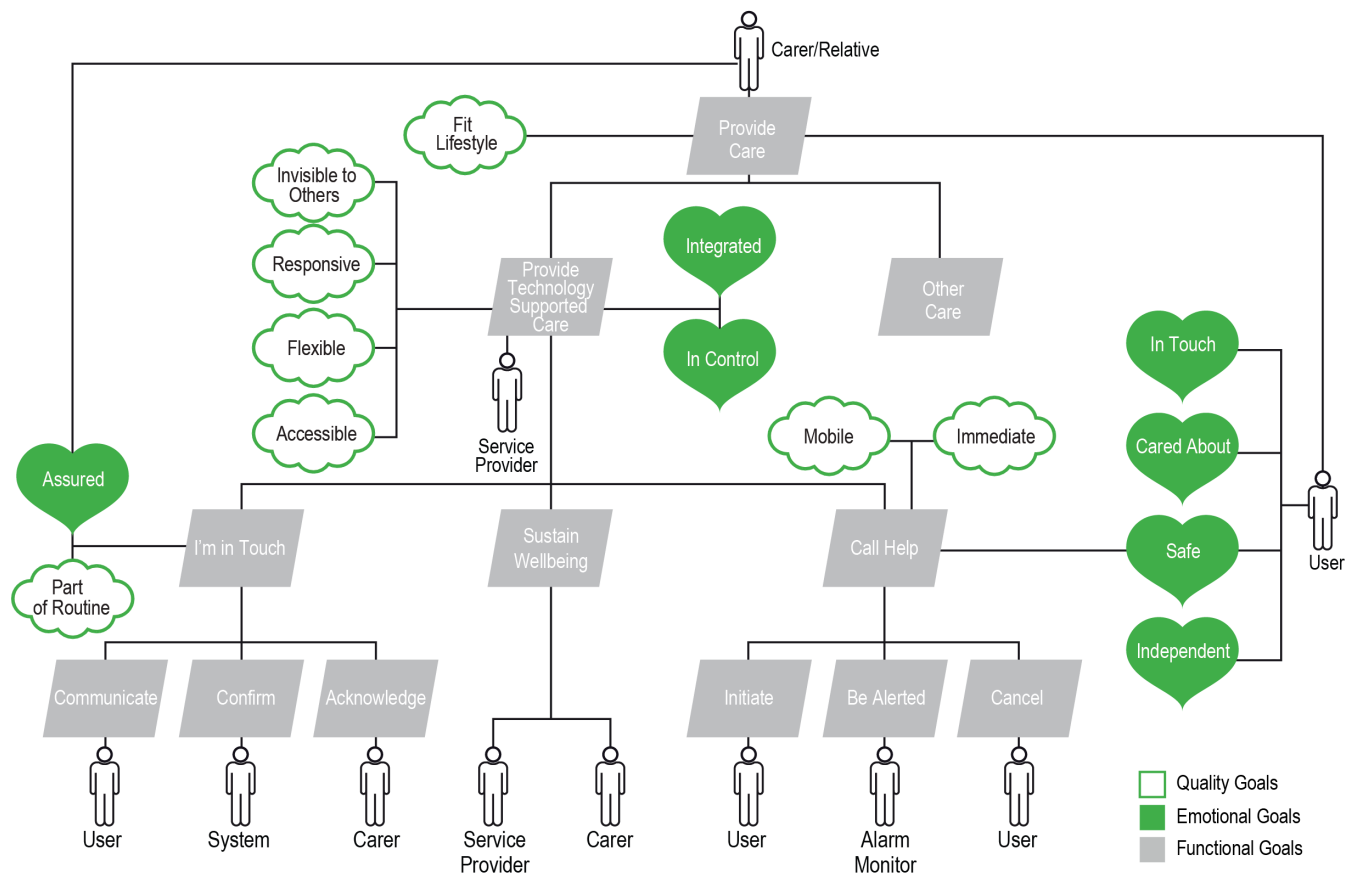 Carer/Relative
Fit
Lifestyle
Provide
Care
Invisible to
Others
Responsive
Flexible
Accessible
Integrated
In Control
Provide
Technology
Supported
Care
Other
Care
Service
Provider
In Touch
Cared About
Safe
Independent
User
Mobile
Immediate
Assured
Part
of Routine
I'm in Touch
Sustain
Wellbeing
Call Help
Communicate
Confirm
Acknowledge
Initiate
Be Alerted
Cancel
User
System
Carer
Service
Provider
Carer
User
Alarm
Monitor
User
Quality Goals
Emotional Goals
Functional Goals